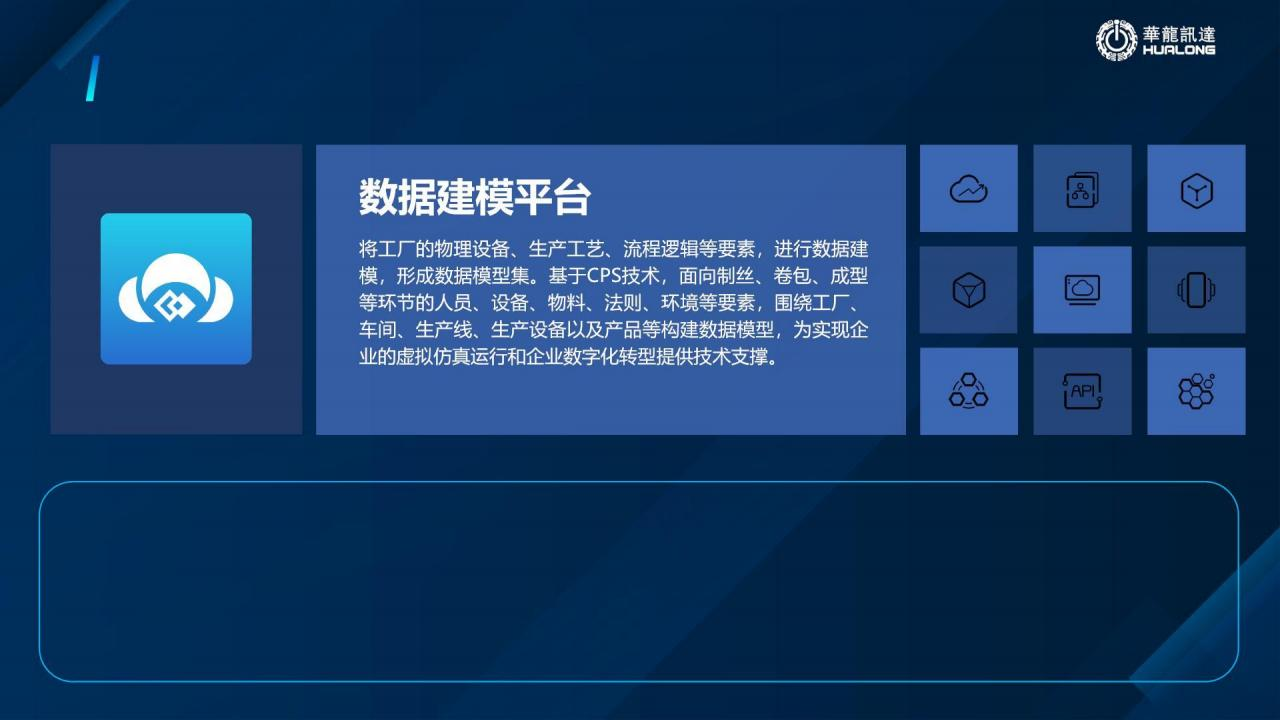 華龍訊達
HUALONG
数据建模平台
将工厂的物理设备、生产工艺、流程逻辑等要素，进行数据建
模，形成数据模型集。基于CPS技术，面向制丝、卷包、成型
等环节的人员、设备、物料、法则、环境等要素，围绕工厂、
车间、生产线、生产设备以及产品等构建数据模型，为实现企
业的虚拟仿真运行和企业数字化转型提供技术支撑。
API